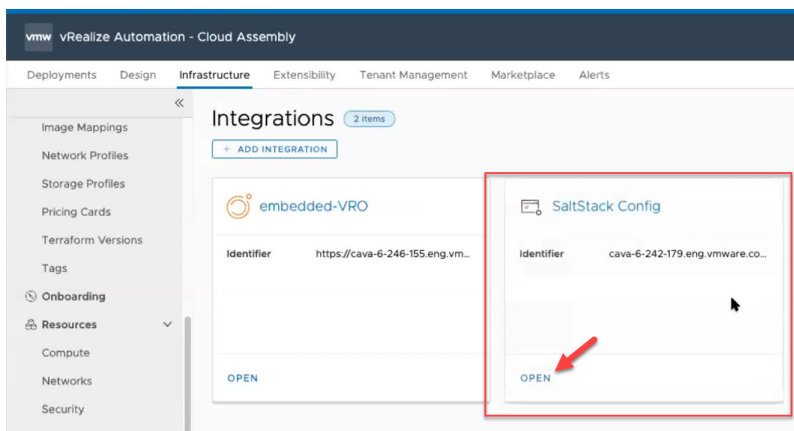 vmw vRealize Automation - Cloud Assembly
Deployments Design Infrastructure Extensibility Tenant Management Marketplace Alerts
«
Image Mappings
Network Profiles
Storage Profiles
Pricing Cards
Terraform Versions
Tags
Onboarding
Resources
Compute
Networks
Security
Integrations 2 items
+ ADD INTEGRATION
embedded-VRO
Identifier https://cava-6-246-155.eng.vm...
OPEN
SaltStack Config
Identifier cava-6-242-179.eng.vmware.co...
OPEN